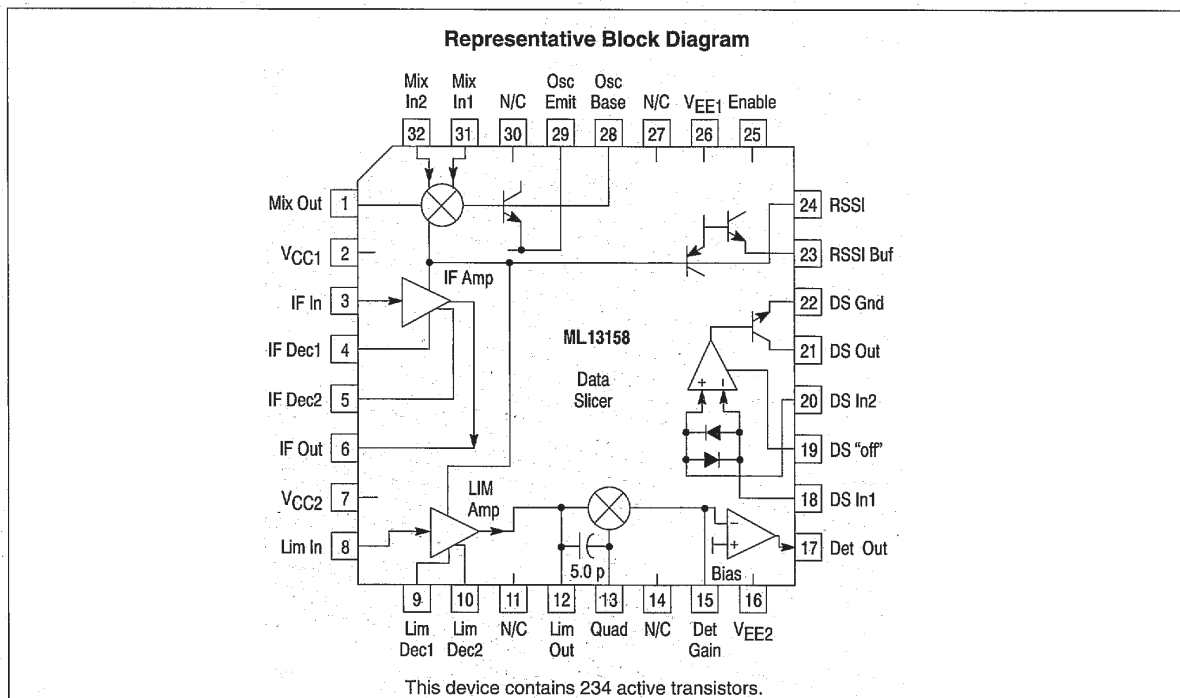 Representative Block Diagram
Mix In2
Mix In1
N/C
Osc Emit
Osc Base
N/C
VEE1
Enable
32
31
30
29
28
27
26
25
Mix Out 1
VCC1 2
IF In 3
IF Dec1 4
IF Dec2 5
IF Out 6
VCC2 7
Lim In 8
IF Amp
LIM Amp
ML13158
Data Slicer
+ −
5.0 p
− +
Bias
24 RSSI
23 RSSI Buf
22 DS Gnd
21 DS Out
20 DS In2
19 DS "off"
18 DS In1
17 Det Out
9
10
11
12
13
14
15
16
Lim Dec1
Lim Dec2
N/C
Lim Out
Quad
N/C
Det Gain
VEE2
This device contains 234 active transistors.